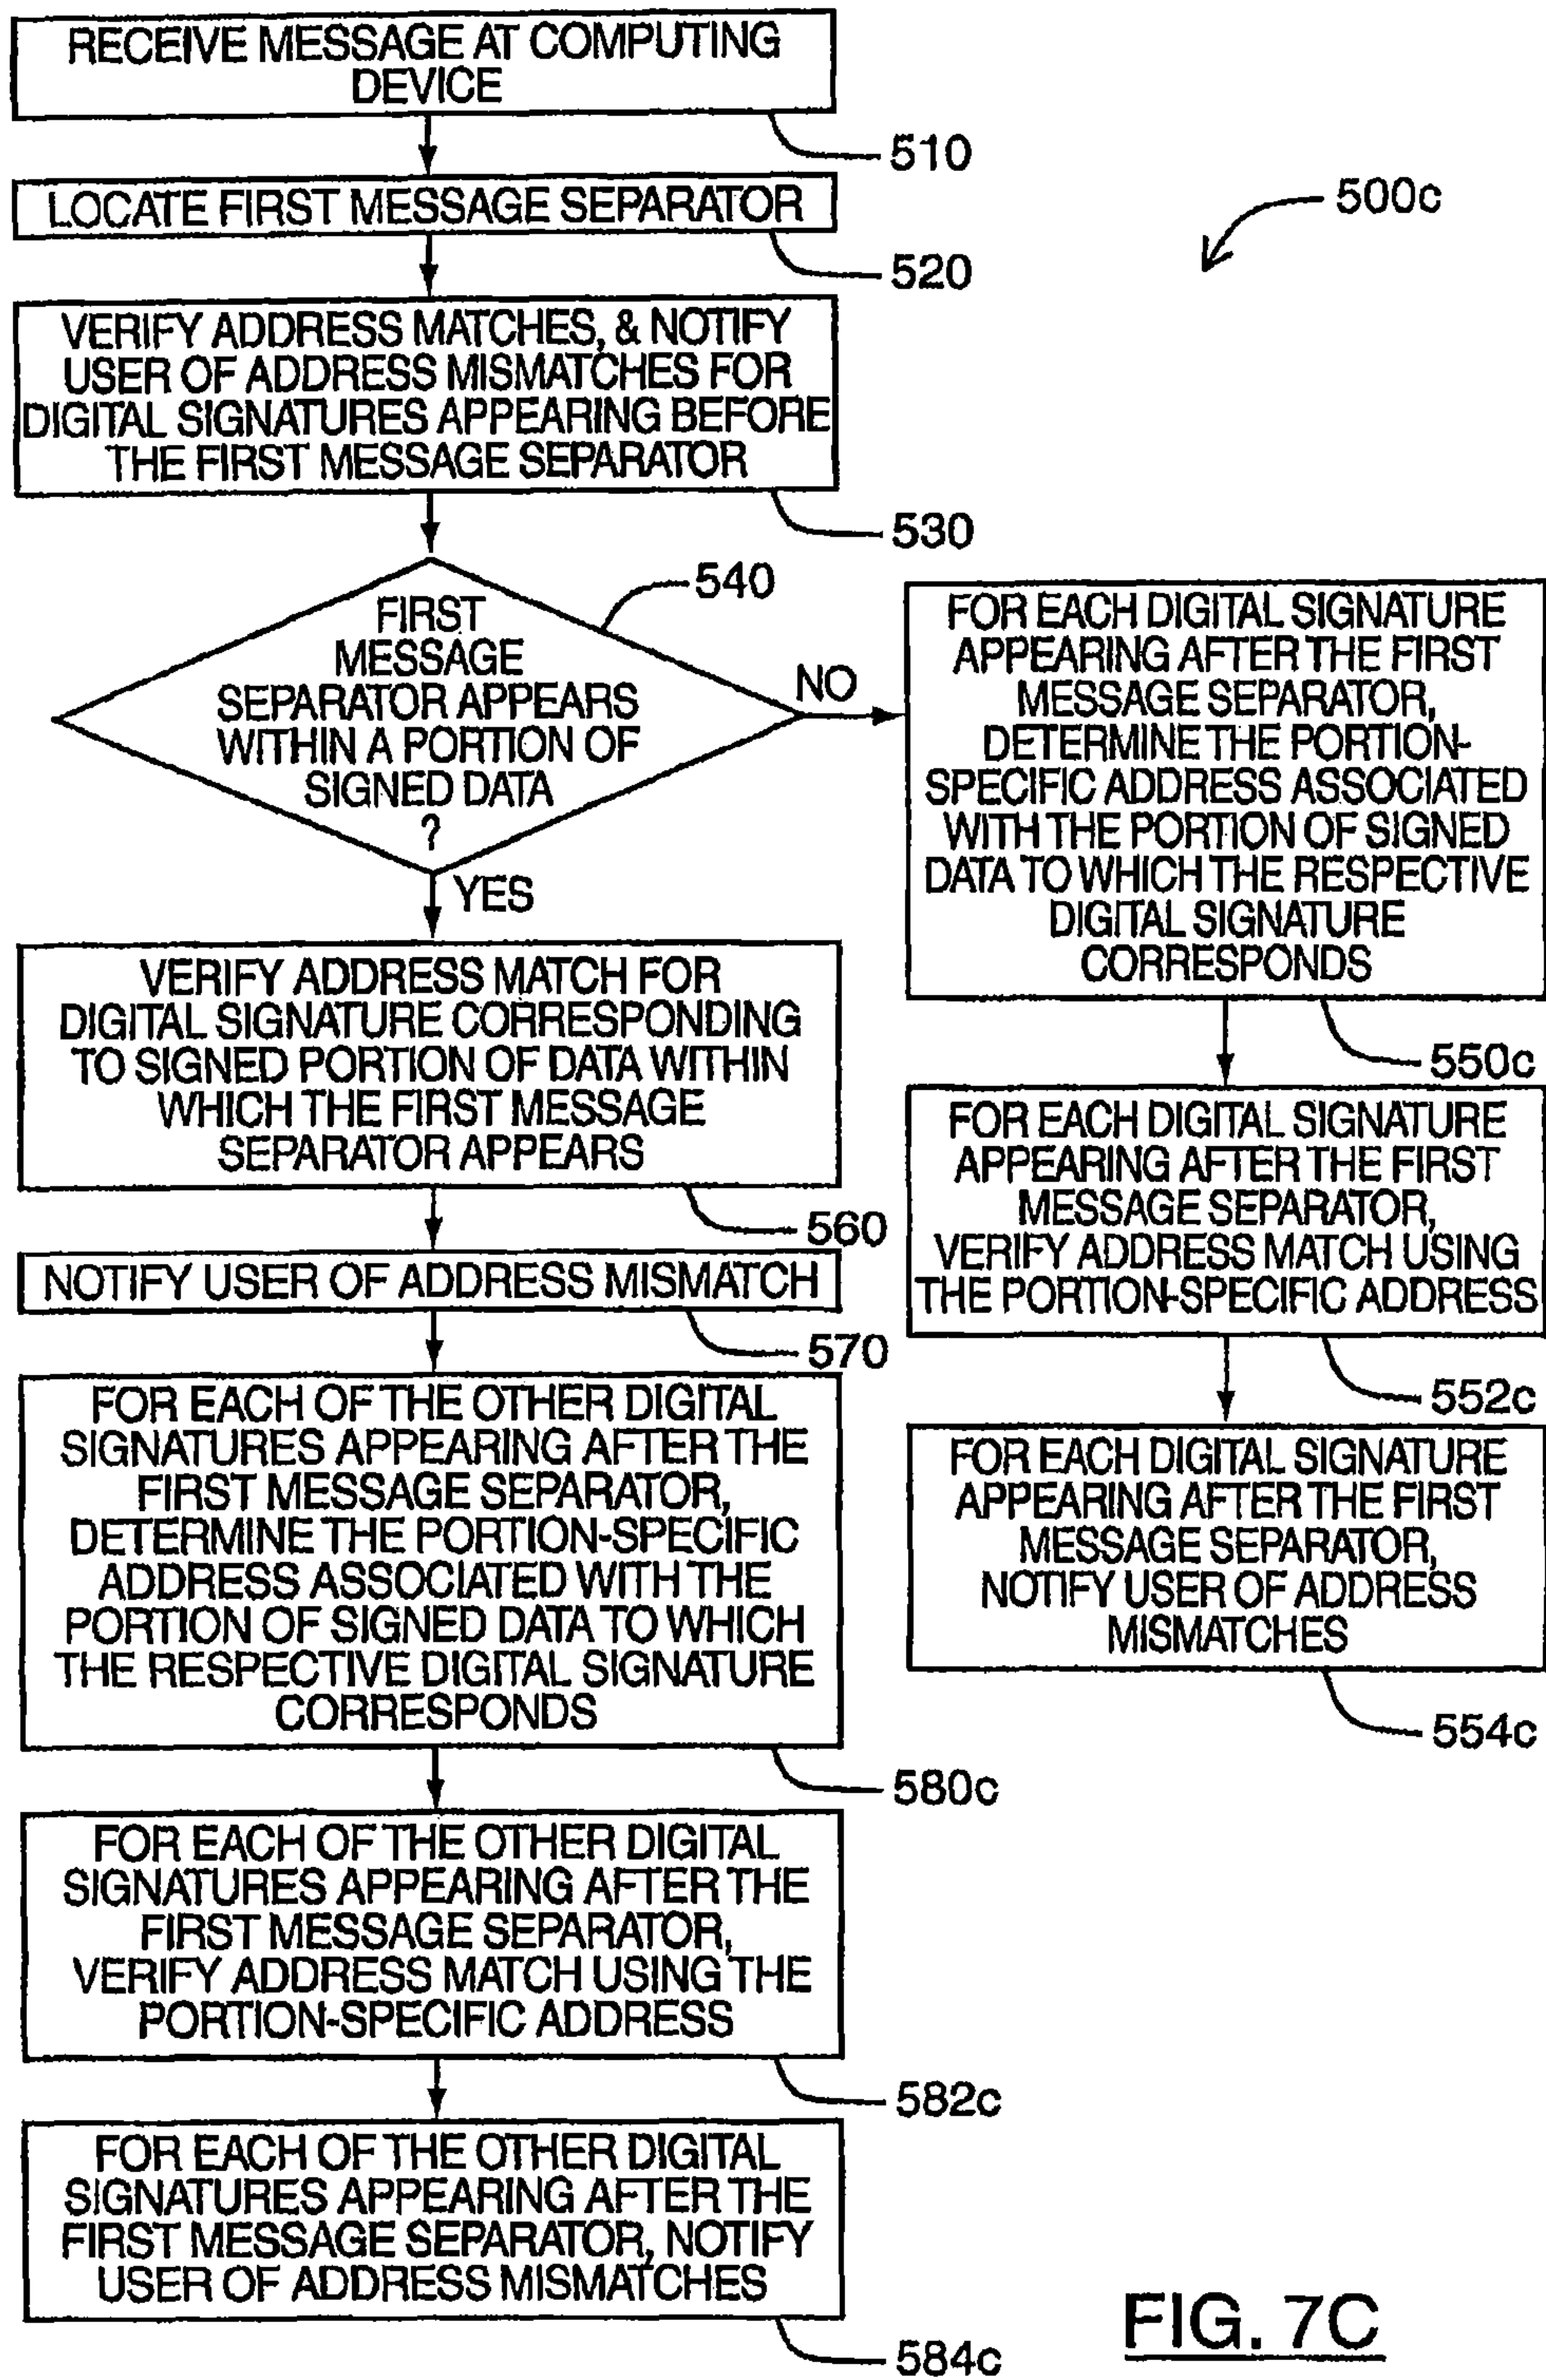 RECEIVE MESSAGE AT COMPUTING
DEVICE
510
LOCATE FIRST MESSAGE SEPARATOR
520
500c
VERIFY ADDRESS MATCHES, & NOTIFY
USER OF ADDRESS MISMATCHES FOR
DIGITAL SIGNATURES APPEARING BEFORE
THE FIRST MESSAGE SEPARATOR
530
FIRST
MESSAGE
SEPARATOR APPEARS
WITHIN A PORTION OF
SIGNED DATA
?
540
NO
YES
FOR EACH DIGITAL SIGNATURE
APPEARING AFTER THE FIRST
MESSAGE SEPARATOR,
DETERMINE THE PORTION-
SPECIFIC ADDRESS ASSOCIATED
WITH THE PORTION OF SIGNED
DATA TO WHICH THE RESPECTIVE
DIGITAL SIGNATURE
CORRESPONDS
550c
FOR EACH DIGITAL SIGNATURE
APPEARING AFTER THE FIRST
MESSAGE SEPARATOR,
VERIFY ADDRESS MATCH USING
THE PORTION-SPECIFIC ADDRESS
552c
FOR EACH DIGITAL SIGNATURE
APPEARING AFTER THE FIRST
MESSAGE SEPARATOR,
NOTIFY USER OF ADDRESS
MISMATCHES
554c
VERIFY ADDRESS MATCH FOR
DIGITAL SIGNATURE CORRESPONDING
TO SIGNED PORTION OF DATA WITHIN
WHICH THE FIRST MESSAGE
SEPARATOR APPEARS
560
NOTIFY USER OF ADDRESS MISMATCH
570
FOR EACH OF THE OTHER DIGITAL
SIGNATURES APPEARING AFTER THE
FIRST MESSAGE SEPARATOR,
DETERMINE THE PORTION-SPECIFIC
ADDRESS ASSOCIATED WITH THE
PORTION OF SIGNED DATA TO WHICH
THE RESPECTIVE DIGITAL SIGNATURE
CORRESPONDS
580c
FOR EACH OF THE OTHER DIGITAL
SIGNATURES APPEARING AFTER THE
FIRST MESSAGE SEPARATOR,
VERIFY ADDRESS MATCH USING THE
PORTION-SPECIFIC ADDRESS
582c
FOR EACH OF THE OTHER DIGITAL
SIGNATURES APPEARING AFTER THE
FIRST MESSAGE SEPARATOR, NOTIFY
USER OF ADDRESS MISMATCHES
584c
FIG. 7C